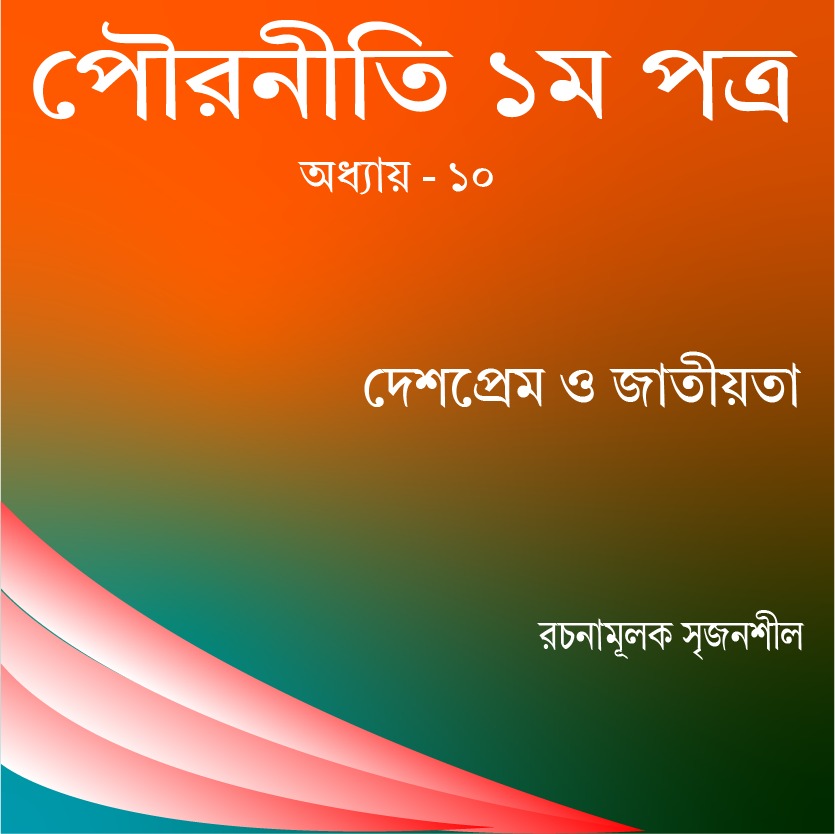 পৌরনীতি ১ম পত্র
অধ্যায় - ১০
দেশপ্রেম ও জাতীয়তা
রচনামূলক সৃজনশীল